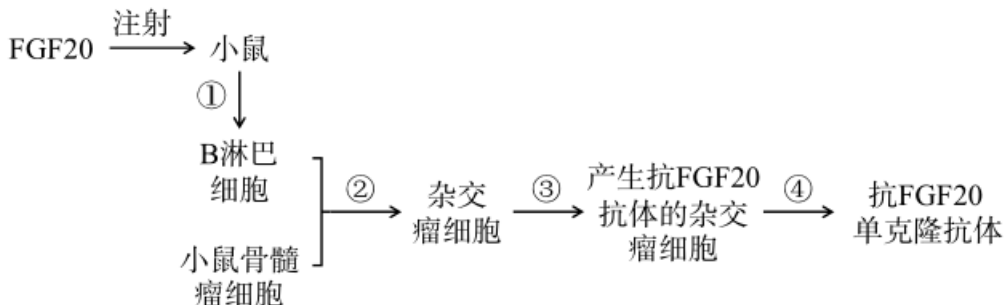 注射
FGF20
小鼠
①
B淋巴
细胞
小鼠骨髓
瘤细胞
②
杂交
瘤细胞
③
产生抗FGF20
抗体的杂交
瘤细胞
④
抗FGF20
单克隆抗体